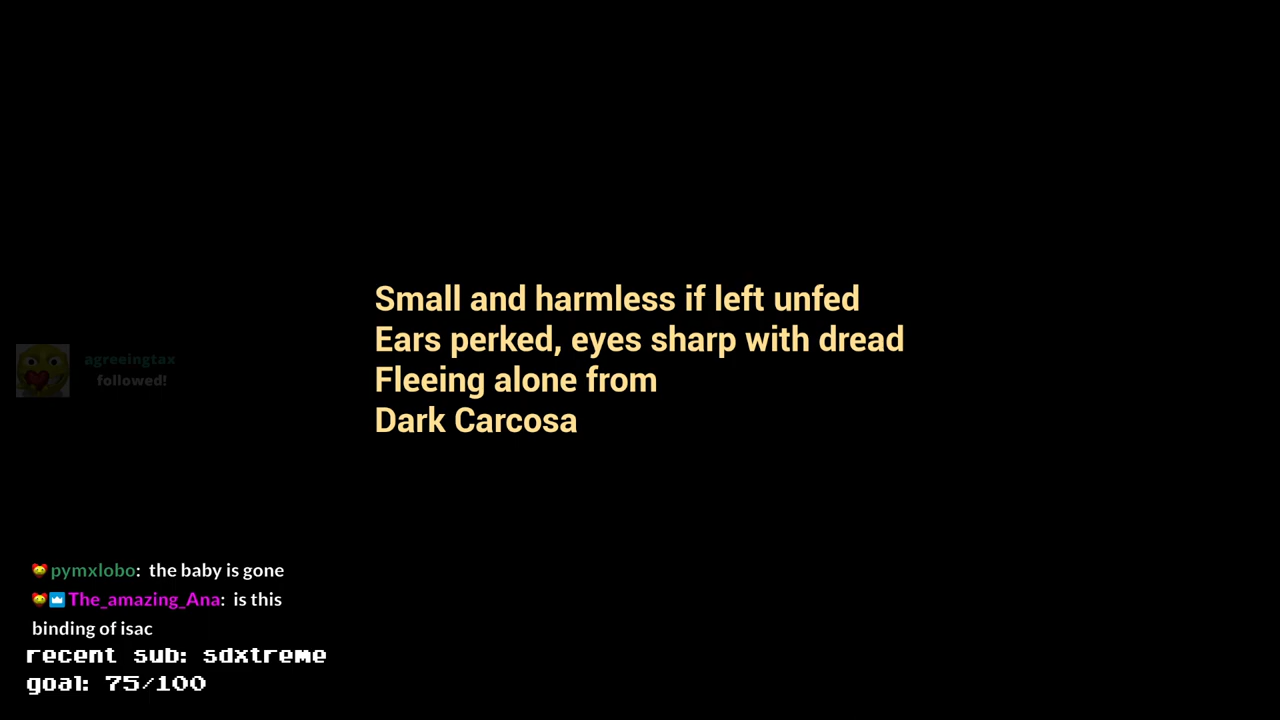 Small and harmless if left unfed
Ears perked, eyes sharp with dread
Fleeing alone from
Dark Carcosa
agreeingtax
followed!
pymxlobo: the baby is gone
The_amazing_Ana: is this
binding of isac
recent sub: sdxtreme
goal: 75/100